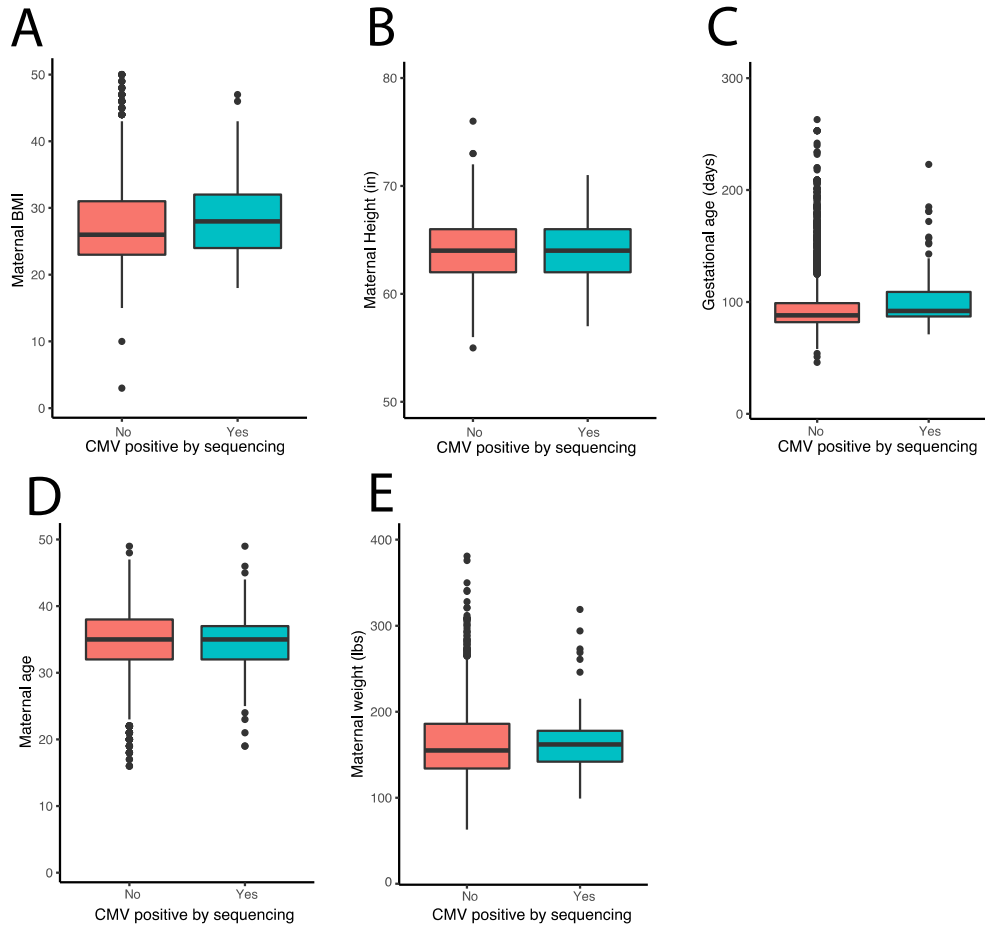 A
Maternal BMI
50
40
30
20
10
0
No
Yes
CMV positive by sequencing
B
Maternal Height (in)
80
70
60
50
No
Yes
CMV positive by sequencing
C
Gestational age (days)
300
200
100
0
No
Yes
CMV positive by sequencing
D
Maternal age
50
40
30
20
10
0
No
Yes
CMV positive by sequencing
E
Maternal weight (lbs)
400
300
200
100
0
No
Yes
CMV positive by sequencing